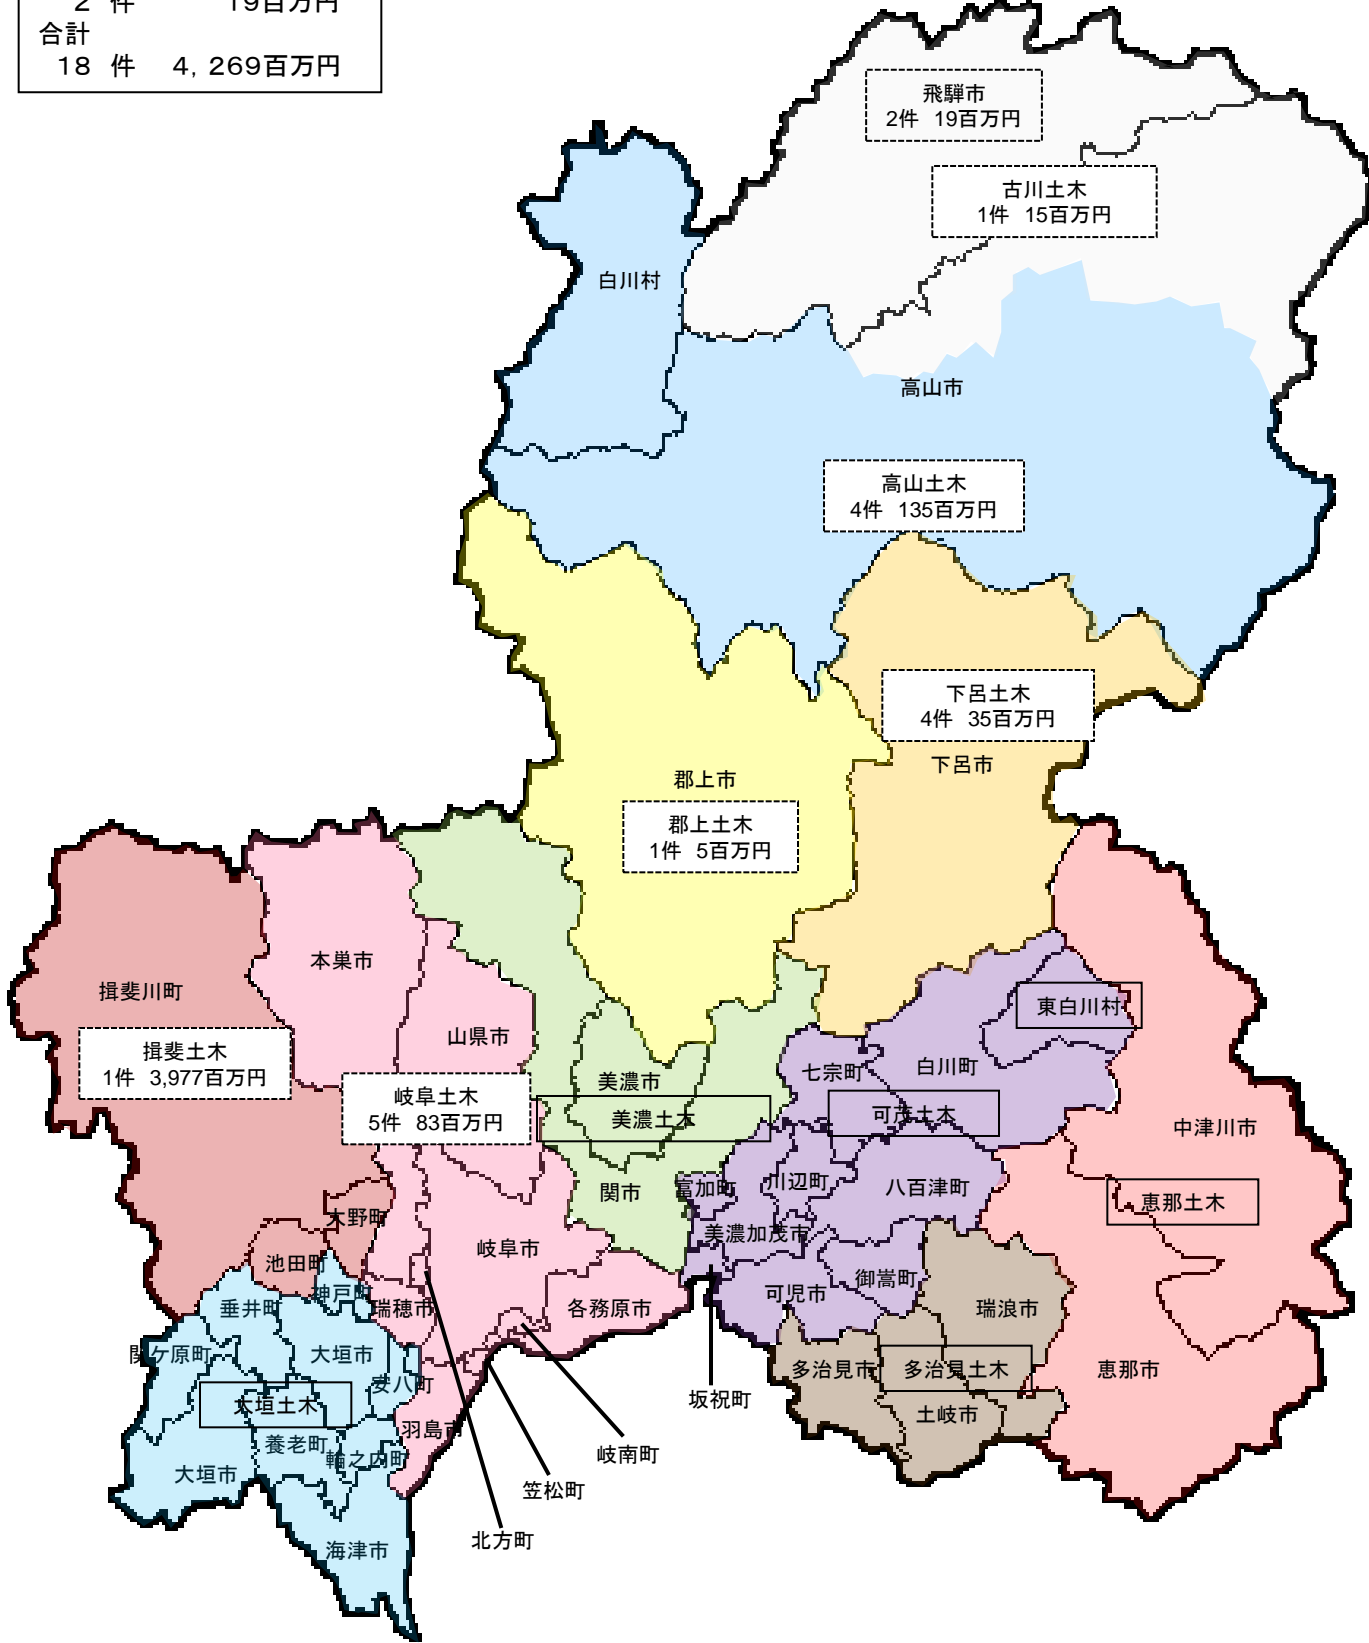 2 件 19百万円
合計
18 件 4,269百万円
飛騨市
2件 19百万円
古川土木
1件 15百万円
白川村
高山市
高山土木
4件 135百万円
下呂土木
4件 35百万円
下呂市
郡上市
郡上土木
1件 5百万円
本巣市
揖斐川町
揖斐土木
1件 3,977百万円
山県市
岐阜土木
5件 83百万円
美濃市
美濃土木
七宗町
白川町
東白川村
可茂土木
中津川市
恵那土木
関市
富加町
川辺町
八百津町
美濃加茂市
大野町
岐阜市
池田町
神戸町
垂井町
瑞穂市
各務原市
可児市
御嵩町
瑞浪市
関ケ原町
大垣市
安八町
多治見市
多治見土木
恵那市
坂祝町
大垣土木
土岐市
羽島市
養老町
輪之内町
岐南町
大垣市
笠松町
北方町
海津市